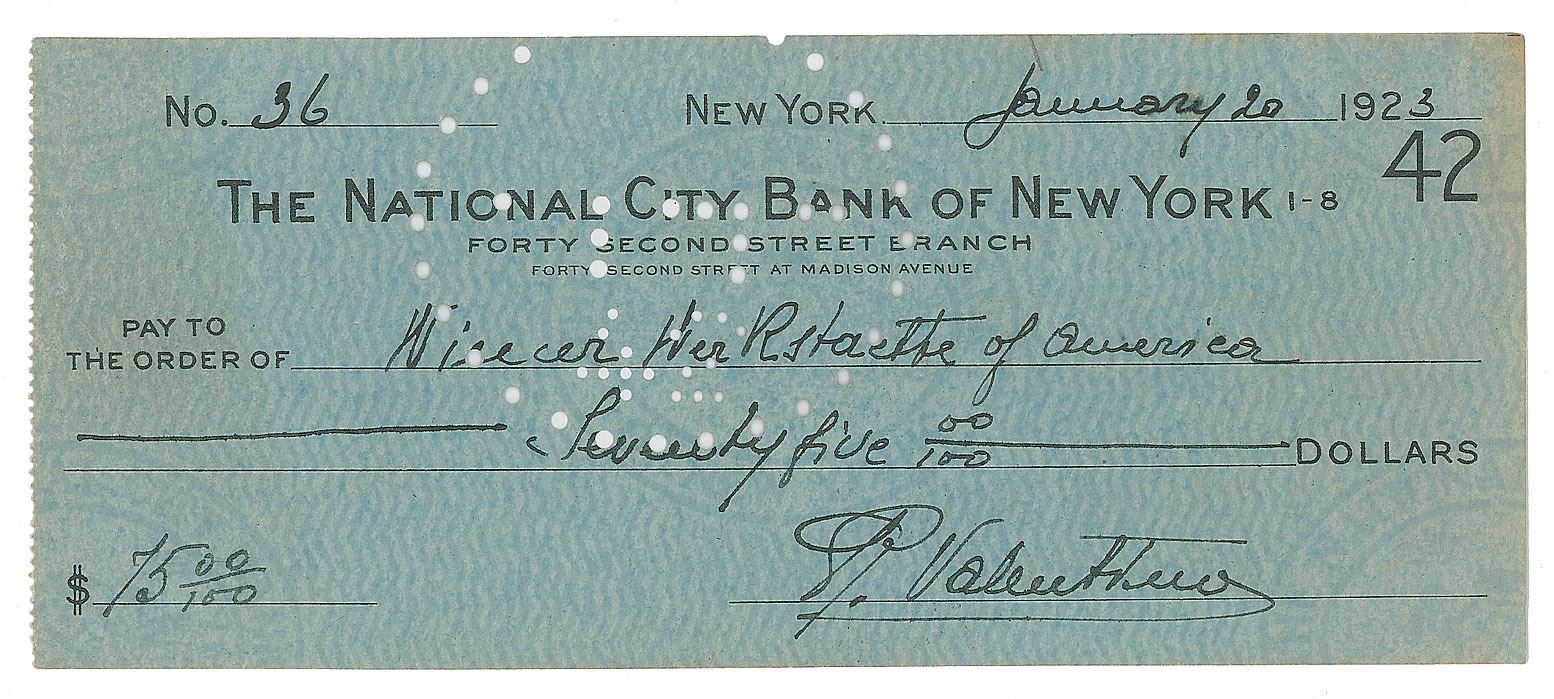 No. 36 NEW YORK. January 20 1923
42
THE NATIONAL CITY BANK OF NEW YORK 1-8
FORTY SECOND STREET BRANCH
FORTY SECOND STREET AT MADISON AVENUE
PAY TO
THE ORDER OF Wiener Werkstaette of america
Seventy five 00/100 DOLLARS
$ 75 00/100 R. Valentino